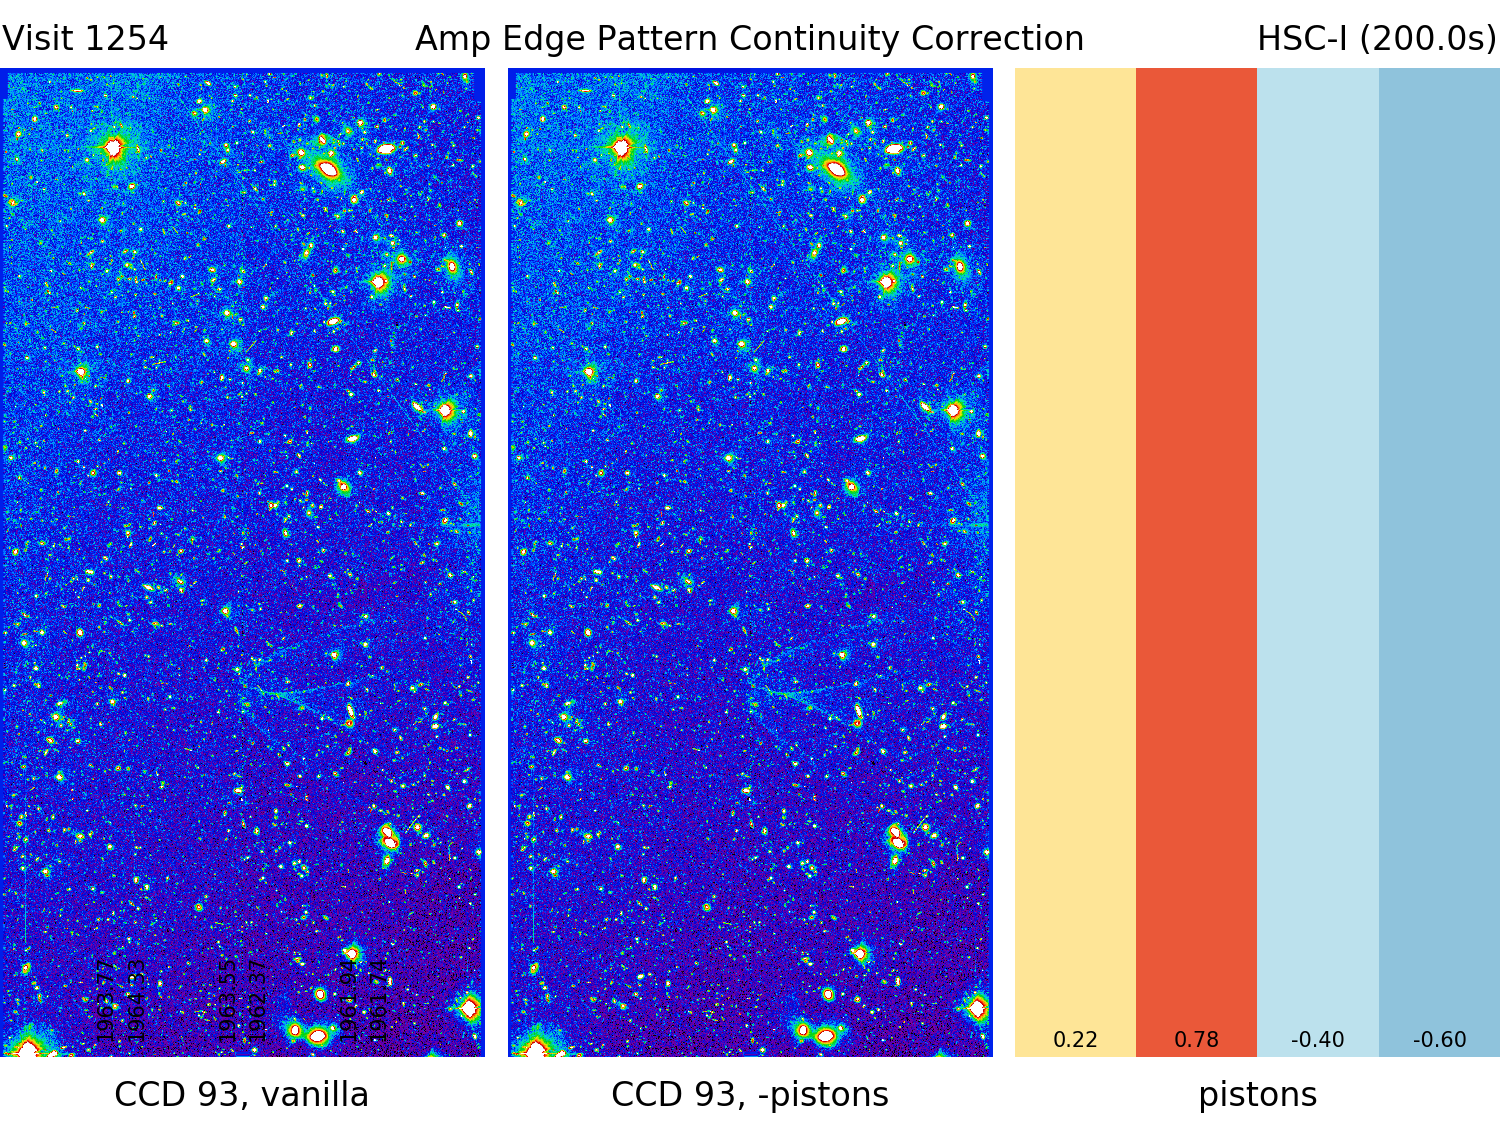 Visit 1254
Amp Edge Pattern Continuity Correction
HSC-I (200.0s)
1963.77
1964.33
1963.55
1962.37
1961.94
1961.74
0.22
0.78
-0.40
-0.60
CCD 93, vanilla
CCD 93, -pistons
pistons